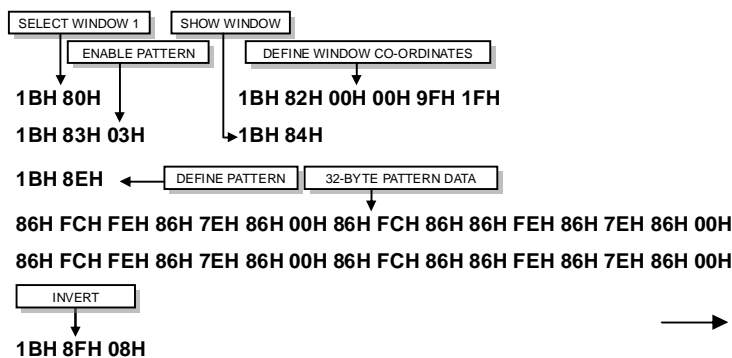 SELECT WINDOW 1 SHOW WINDOW
ENABLE PATTERN DEFINE WINDOW CO-ORDINATES
1BH 80H 1BH 82H 00H 00H 9FH 1FH
1BH 83H 03H 1BH 84H
1BH 8EH DEFINE PATTERN 32-BYTE PATTERN DATA
86H FCH FEH 86H 7EH 86H 00H 86H FCH 86H 86H FEH 86H 7EH 86H 00H
86H FCH FEH 86H 7EH 86H 00H 86H FCH 86H 86H FEH 86H 7EH 86H 00H
INVERT
1BH 8FH 08H